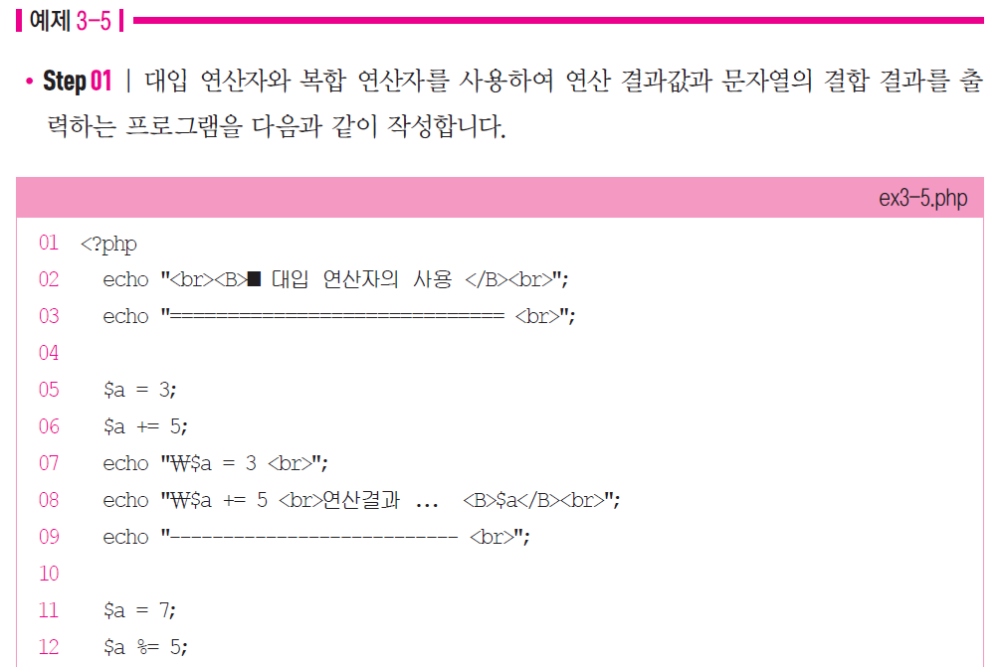 예제 3-5
• Step 01 | 대입 연산자와 복합 연산자를 사용하여 연산 결과값과 문자열의 결합 결과를 출
력하는 프로그램을 다음과 같이 작성합니다.
ex3-5.php
01 <?php
02 echo "<br><B>■ 대입 연산자의 사용 </B><br>";
03 echo "============================= <br>";
04
05 $a = 3;
06 $a += 5;
07 echo "₩$a = 3 <br>";
08 echo "₩$a += 5 <br>연산결과 ... <B>$a</B><br>";
09 echo "--------------------------- <br>";
10
11 $a = 7;
12 $a %= 5;